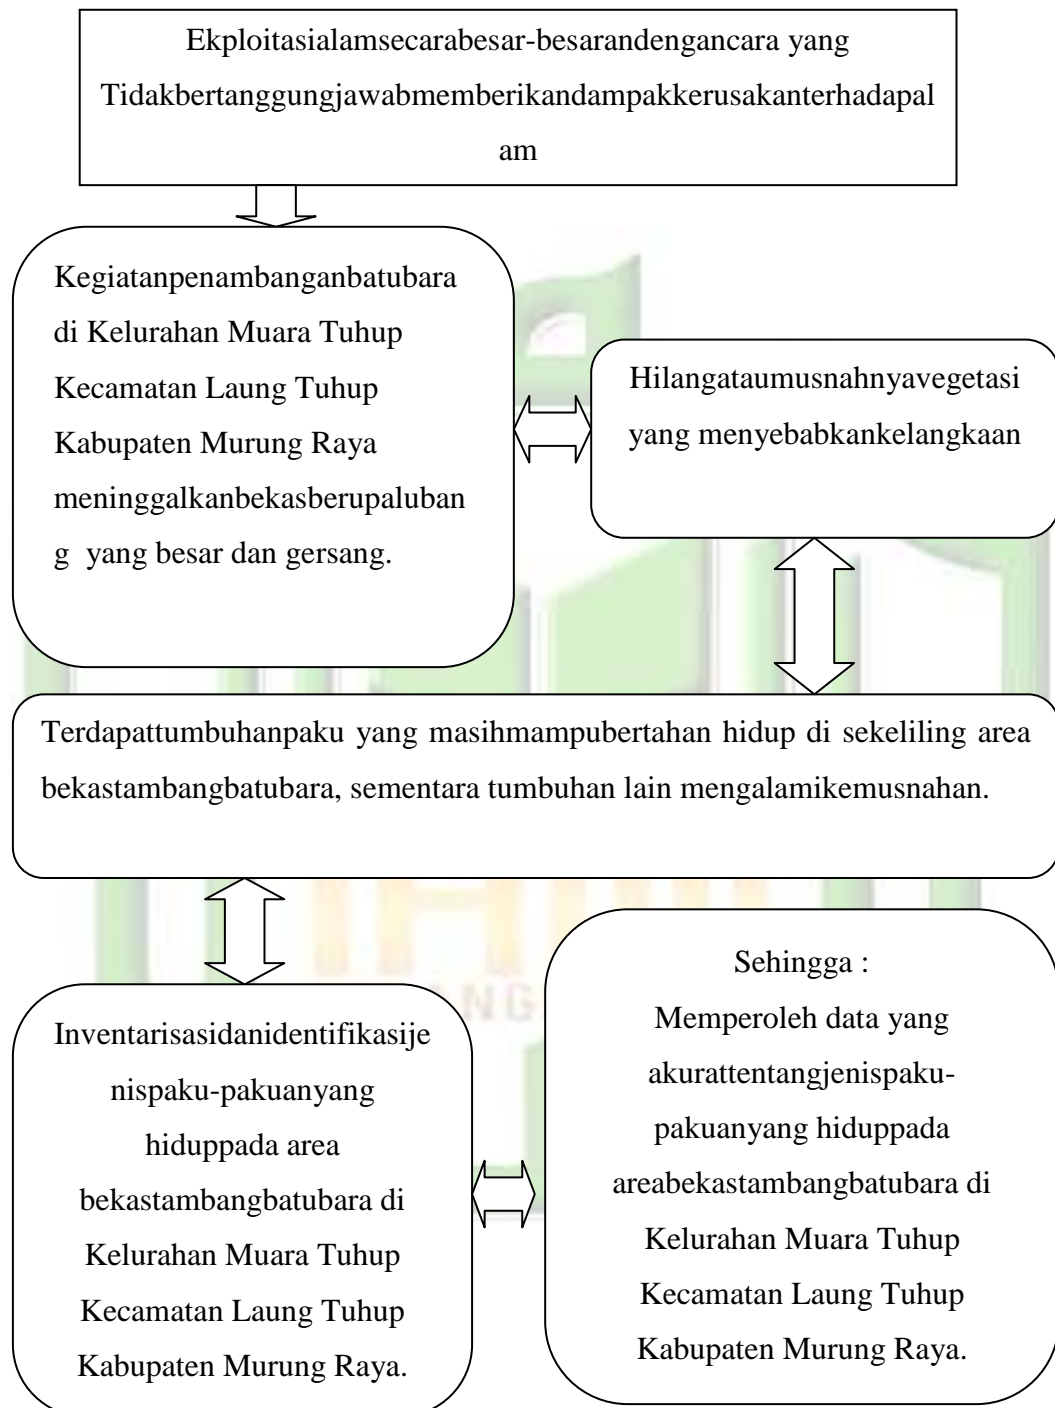 Ekploitasialamsecarabesar-besarandengancara yang
Tidakbertanggungjawabmemberikandampakkerusakanterhadapal
am
Kegiatanpenambanganbatubara
di Kelurahan Muara Tuhup
Kecamatan Laung Tuhup
Kabupaten Murung Raya
meninggalkanbekasberupaluban
g  yang besar dan gersang.
Hilangataumusnahnyavegetasi
yang menyebabkankelangkaan
Terdapattumbuhanpaku yang masihmampubertahan hidup di sekeliling area
bekastambangbatubara, sementara tumbuhan lain mengalamikemusnahan.
Inventarisasidanidentifikasije
nispaku-pakuanyang
hiduppada area
bekastambangbatubara di
Kelurahan Muara Tuhup
Kecamatan Laung Tuhup
Kabupaten Murung Raya.
Sehingga :
Memperoleh data yang
akurattentangjenispaku-
pakuanyang hiduppada
areabekastambangbatubara di
Kelurahan Muara Tuhup
Kecamatan Laung Tuhup
Kabupaten Murung Raya.